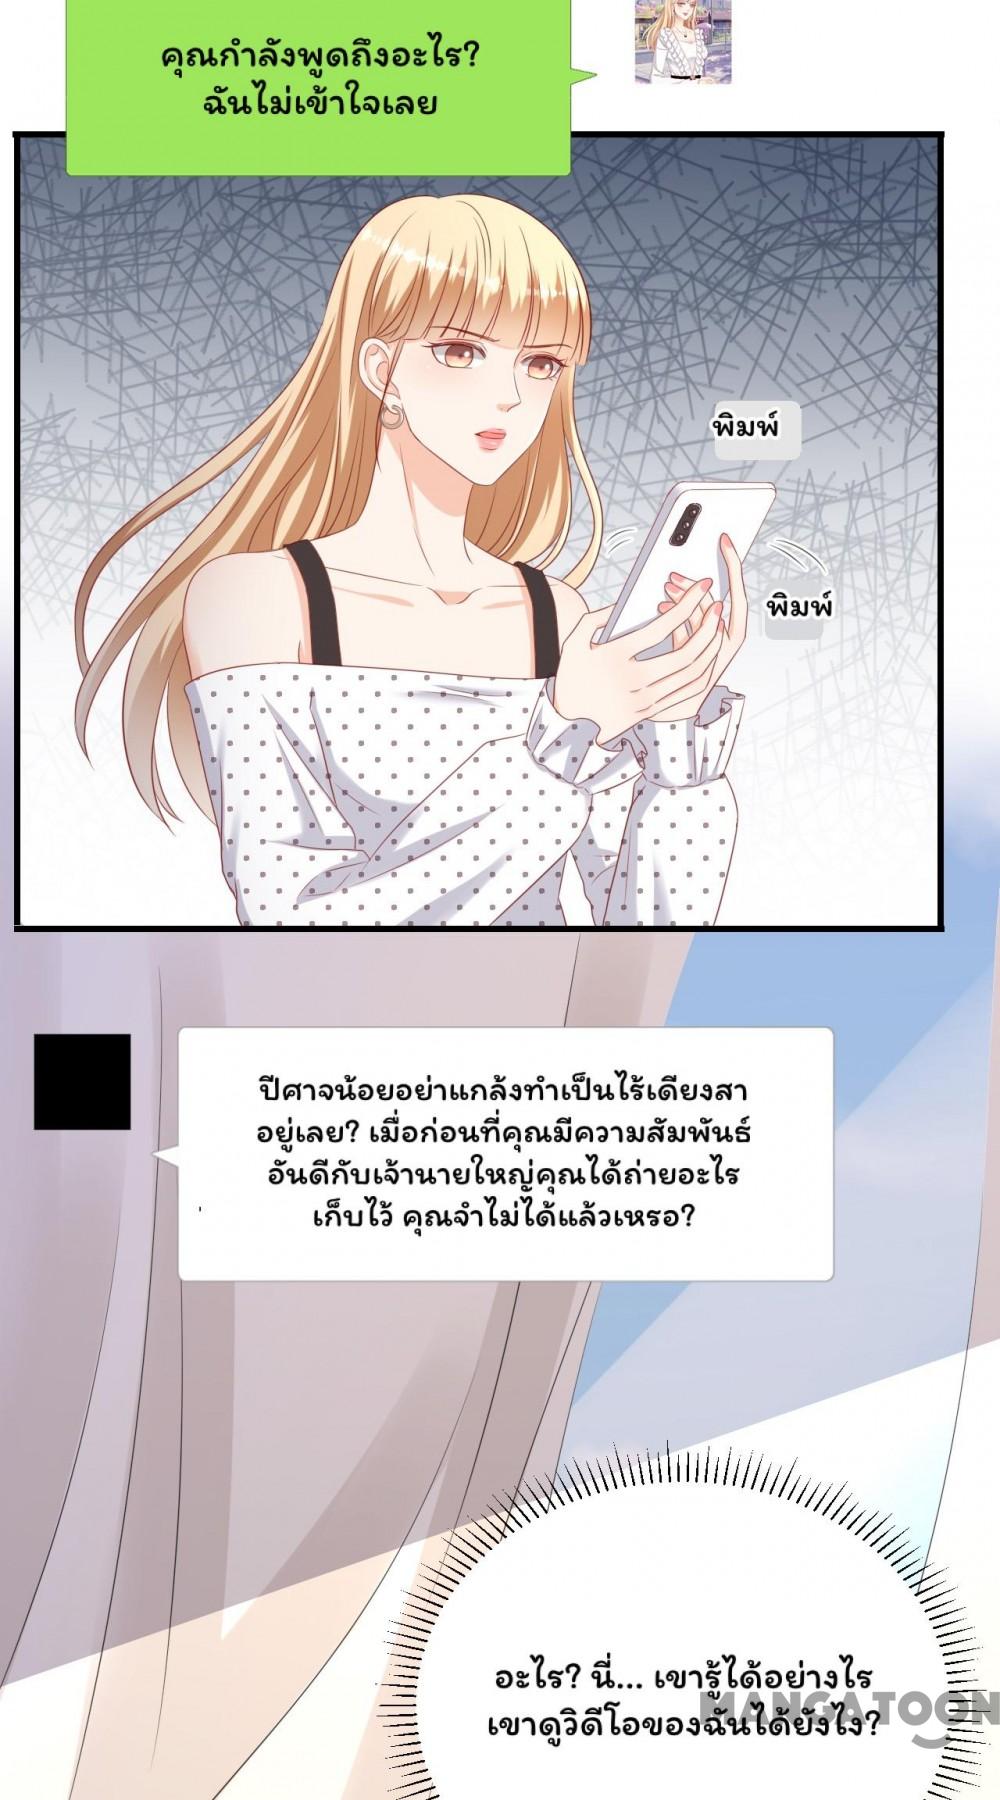 คุณกำลังพูดถึงอะไร?
ฉันไม่เข้าใจเลย
พิมพ์
พิมพ์
ปีศาจน้อยอย่าแกล้งทำเป็นไร้เดียงสา
อยู่เลย? เมื่อก่อนที่คุณมีความสัมพันธ์
อันดีกับเจ้านายใหญ่คุณได้ถ่ายอะไร
เก็บไว้ คุณจำไม่ได้แล้วเหรอ?
อะไร? นี่... เขารู้ได้อย่างไร
เขาดูวิดีโอของฉันได้ยังไง?
MANGATOON